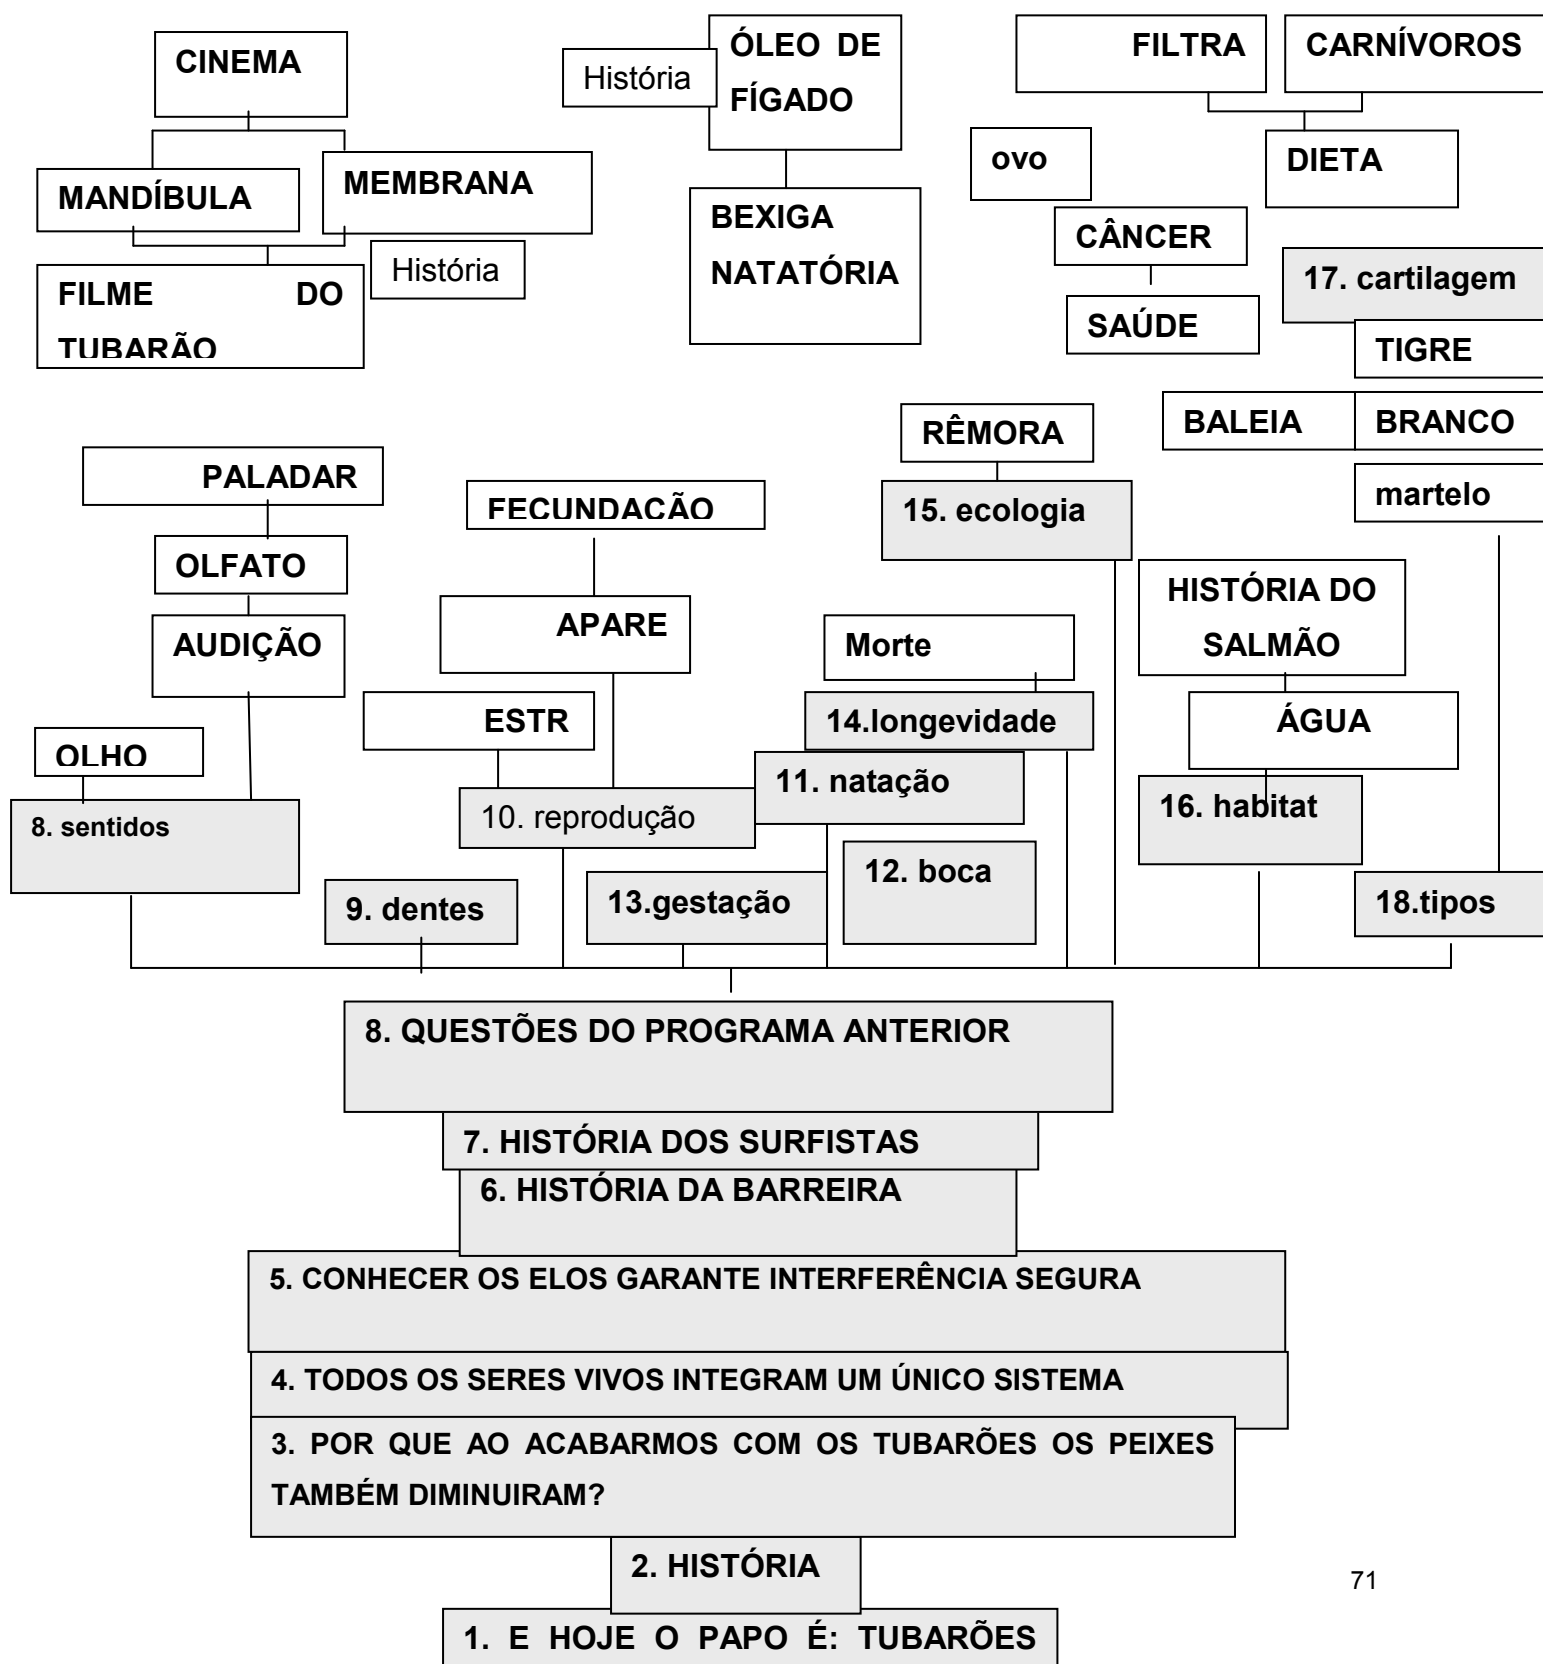 CINEMA
História
ÓLEO DE
FÍGADO
FILTRA
CARNÍVOROS
MANDÍBULA
MEMBRANA
ovo
DIETA
BEXIGA
NATATÓRIA
CÂNCER
História
FILME DO
TUBARÃO
17. cartilagem
SAÚDE
TIGRE
RÊMORA
BALEIA
BRANCO
PALADAR
FECUNDACÃO
15. ecologia
martelo
OLFATO
HISTÓRIA DO
SALMÃO
AUDIÇÃO
APARE
Morte
ESTR
14.longevidade
ÁGUA
OLHO
11. natação
8. sentidos
10. reprodução
16. habitat
12. boca
9. dentes
13.gestação
18.tipos
8. QUESTÕES DO PROGRAMA ANTERIOR
7. HISTÓRIA DOS SURFISTAS
6. HISTÓRIA DA BARREIRA
5. CONHECER OS ELOS GARANTE INTERFERÊNCIA SEGURA
4. TODOS OS SERES VIVOS INTEGRAM UM ÚNICO SISTEMA
3. POR QUE AO ACABARMOS COM OS TUBARÕES OS PEIXES
TAMBÉM DIMINUIRAM?
2. HISTÓRIA
71
1. E HOJE O PAPO É: TUBARÕES